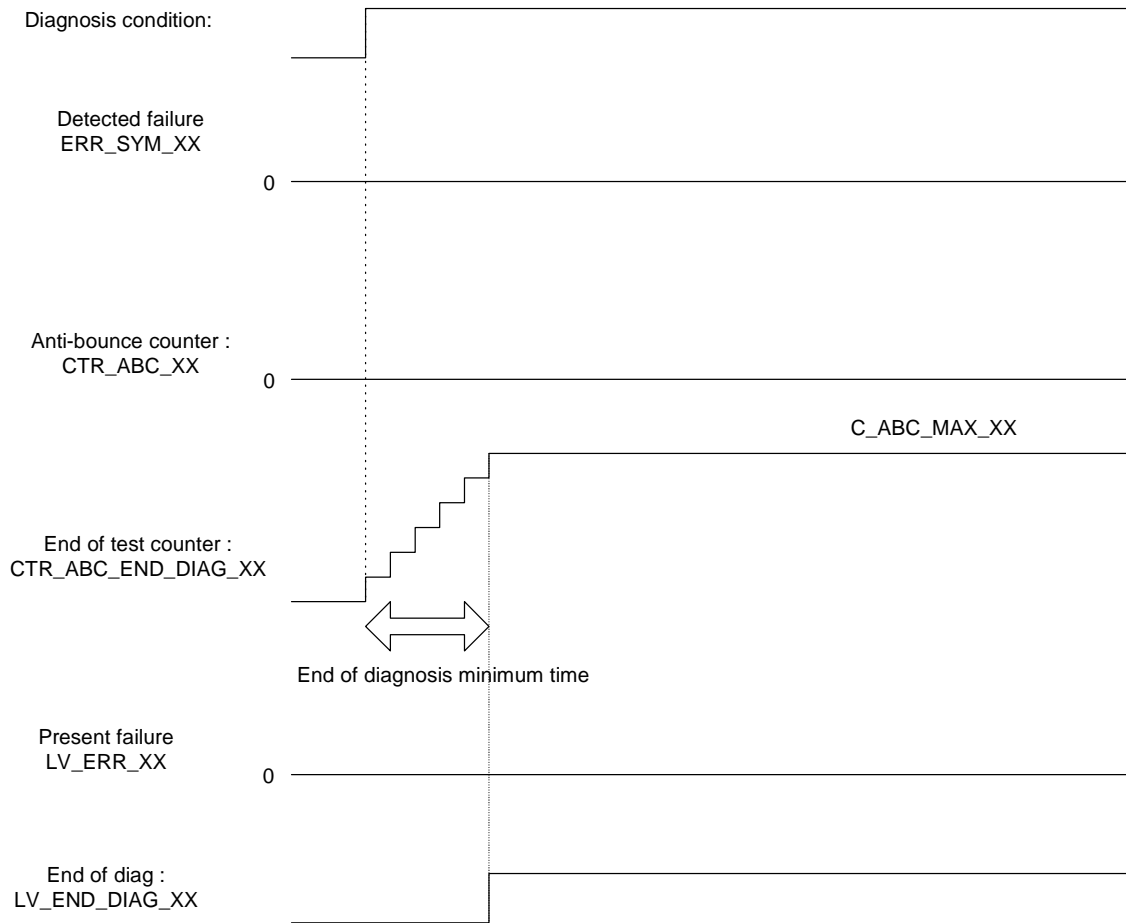 Diagnosis condition:
Detected failure
ERR_SYM_XX
0
Anti-bounce counter :
CTR_ABC_XX
0
C_ABC_MAX_XX
End of test counter :
CTR_ABC_END_DIAG_XX
End of diagnosis minimum time
Present failure
LV_ERR_XX
0
End of diag :
LV_END_DIAG_XX